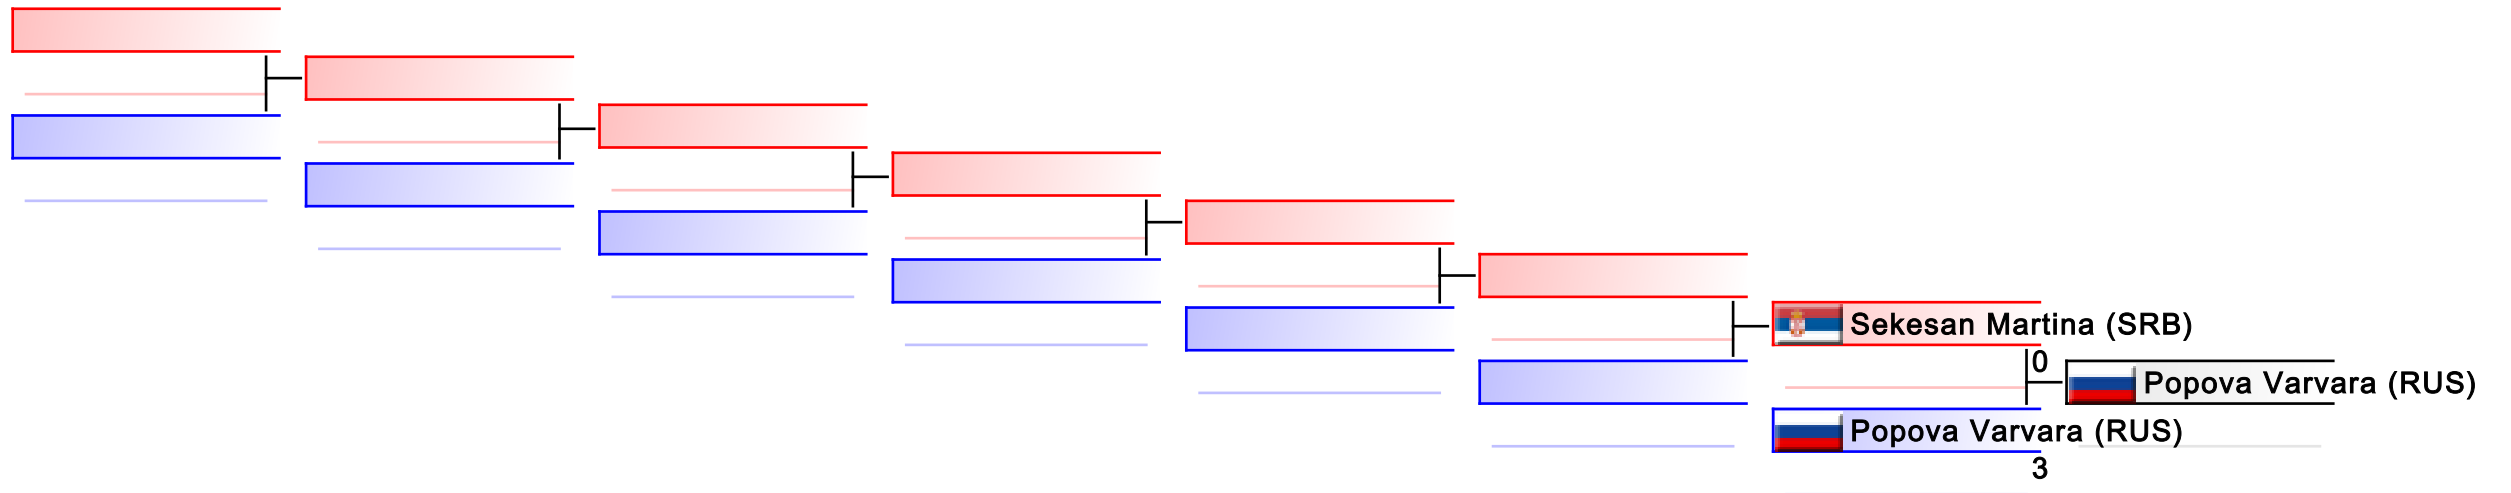 Sekesan Martina (SRB)
0
Popova Varvara (RUS)
Popova Varvara (RUS)
3